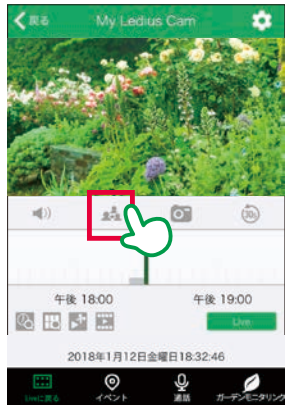 戻る My Ledius Cam
30s
午後 18:00 午後 19:00
Live
2018年1月12日金曜日18:32:46
Liveに戻る イベント 通話 ガーデンモニタリング